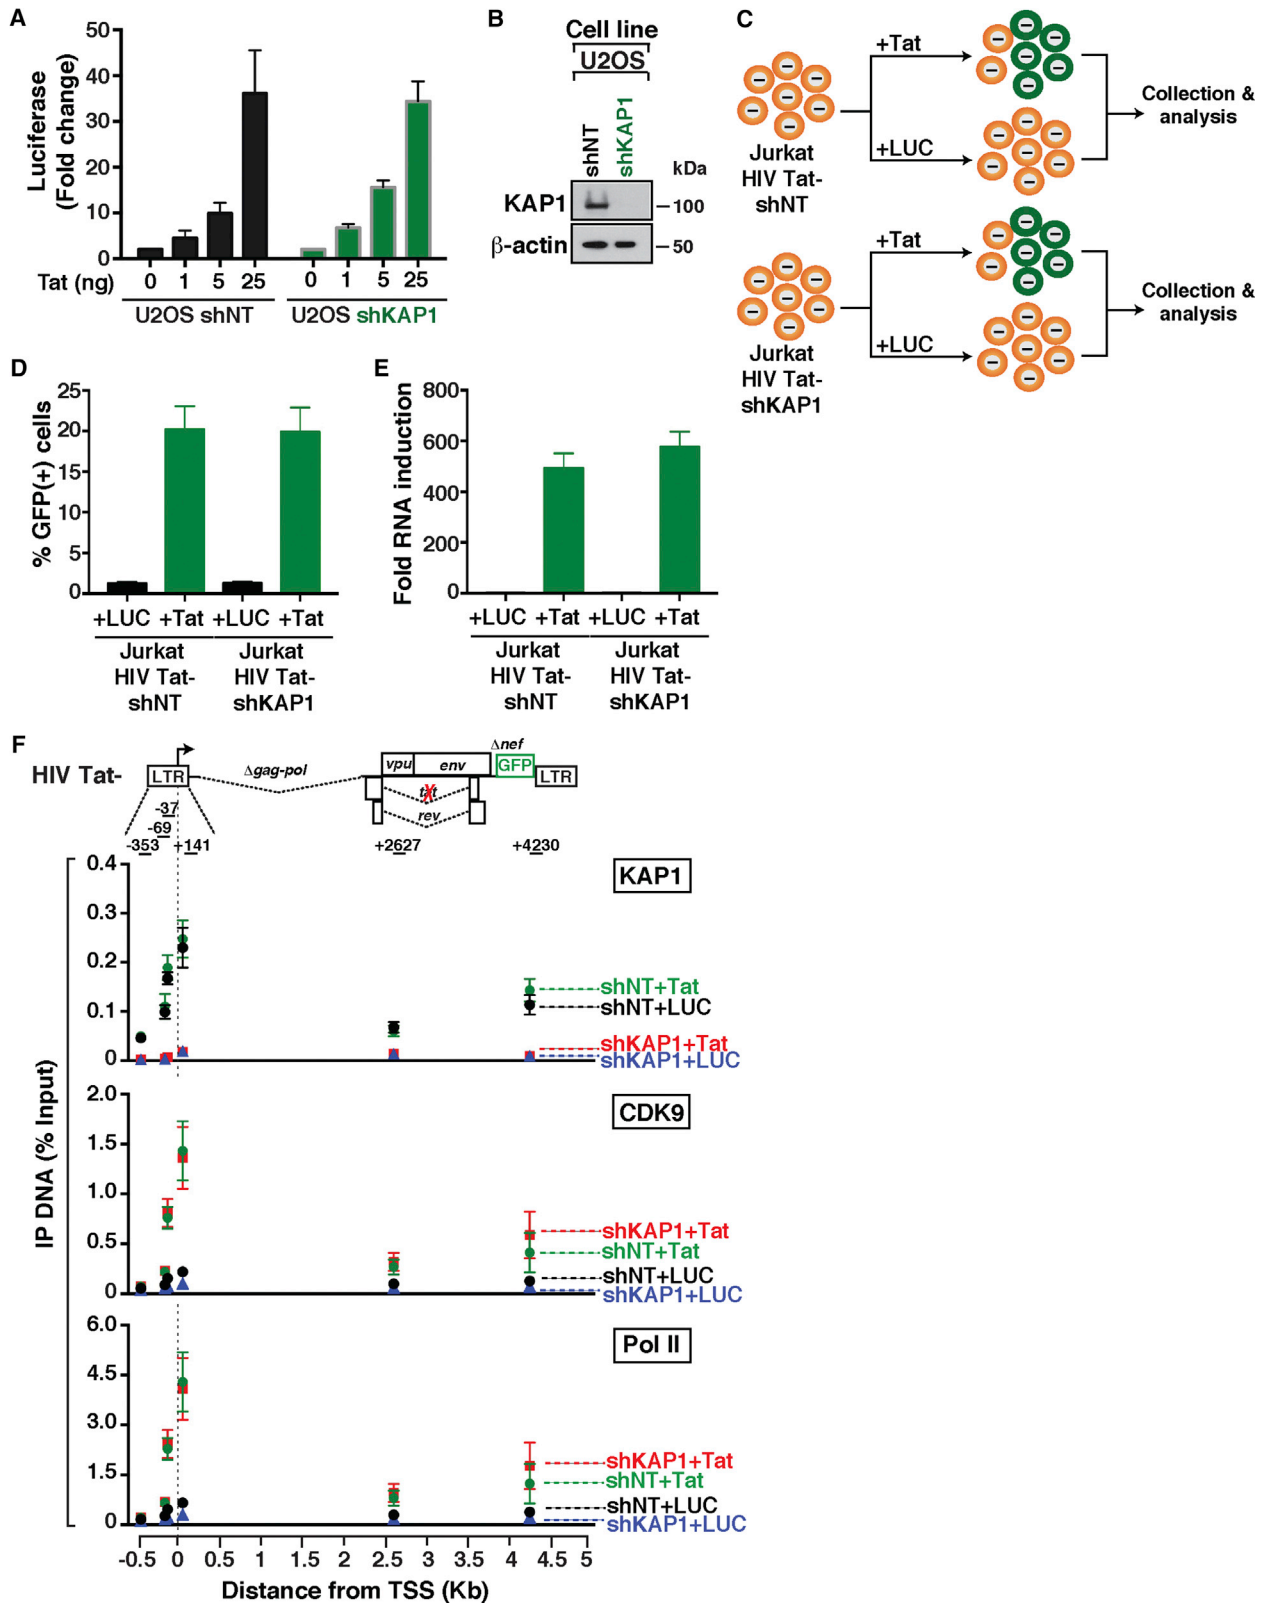 A
Luciferase
(Fold change)
50
40
30
20
10
0
Tat (ng)
0 1 5 25
0 1 5 25
U2OS shNT
U2OS shKAP1
B
Cell line
U2OS
shNT
shKAP1
kDa
KAP1
100
β-actin
50
C
Jurkat
HIV Tat-
shNT
+Tat
+LUC
Collection &
analysis
Jurkat
HIV Tat-
shKAP1
+Tat
+LUC
Collection &
analysis
D
% GFP(+) cells
25
20
15
10
5
0
+LUC +Tat +LUC +Tat
Jurkat
HIV Tat-
shNT
Jurkat
HIV Tat-
shKAP1
E
Fold RNA induction
800
600
400
200
0
+LUC +Tat +LUC +Tat
Jurkat
HIV Tat-
shNT
Jurkat
HIV Tat-
shKAP1
F
HIV Tat-
LTR
Δgag-pol
vpu
env
Δnef
GFP
LTR
tat
rev
-37
-69
-353
+141
+2627
+4230
IP DNA (% Input)
0.4
0.3
0.2
0.1
0
KAP1
shNT+Tat
shNT+LUC
shKAP1+Tat
shKAP1+LUC
2.0
1.5
1.0
0.5
0
CDK9
shKAP1+Tat
shNT+Tat
shNT+LUC
shKAP1+LUC
6.0
4.5
3.0
1.5
0
Pol II
shKAP1+Tat
shNT+Tat
shNT+LUC
shKAP1+LUC
-0.5 0 0.5 1 1.5 2 2.5 3 3.5 4 4.5 5
Distance from TSS (Kb)